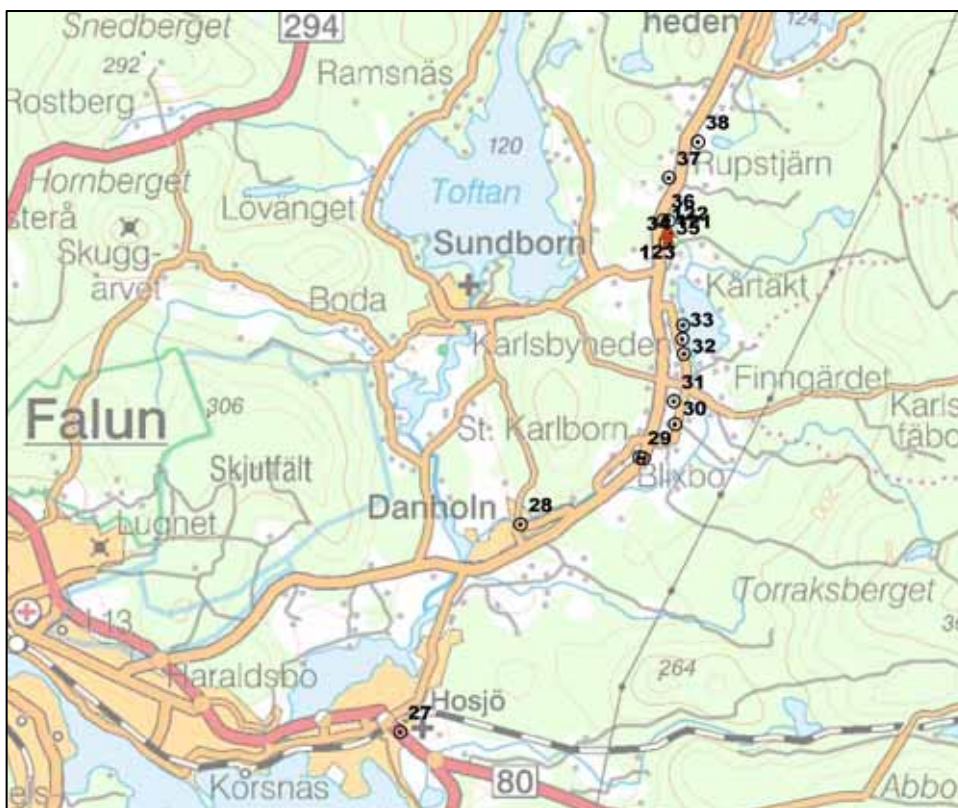 294
heden
124
Snedberget
292
Ramsnäs
Rostberg
120
38
37
Rupstjärn
Hornberget
Toftan
Lövånget
36
sterå
35
Skugg-
ärvet
Sundborn
123
Kårtäkt
Boda
33
Karlsbyheden
32
31
Finngärdet
306
30
Karls
fäbo
Falun
St. Karlborn
29
Skjutfält
Blixbo
28
Danholn
Lugnet
Torraksberget
I 13
264
Haraldsbo
Hosjö
27
80
Korsnäs
Abbo
els